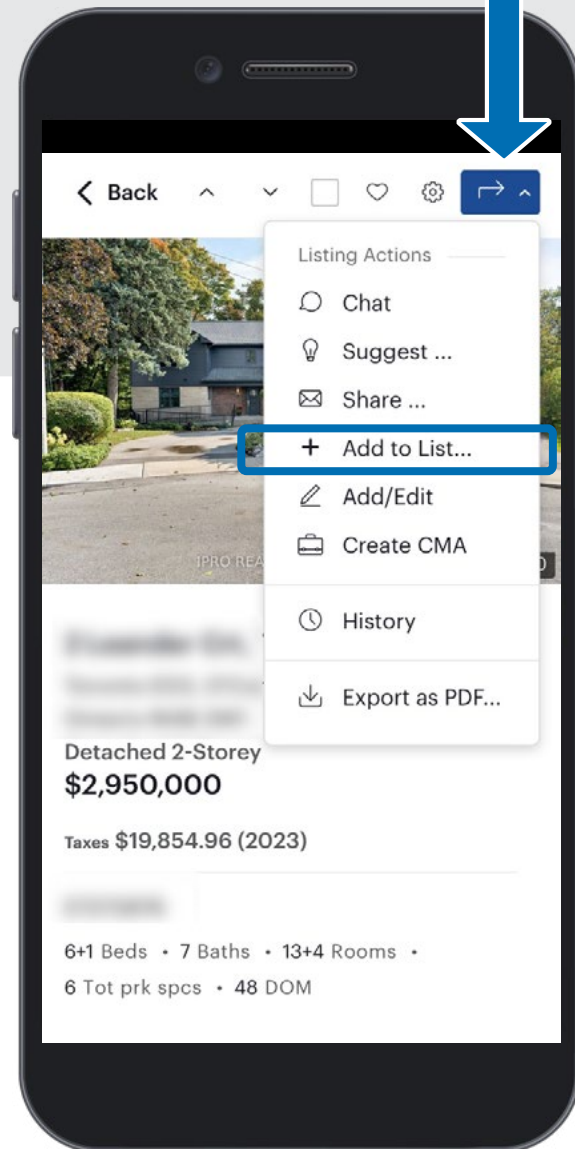 Back
Listing Actions
Chat
Suggest ...
Share ...
Add to List...
Add/Edit
Create CMA
History
Export as PDF...
IPRO REA
Detached 2-Storey
$2,950,000
Taxes $19,854.96 (2023)
6+1 Beds • 7 Baths • 13+4 Rooms •
6 Tot prk spcs • 48 DOM